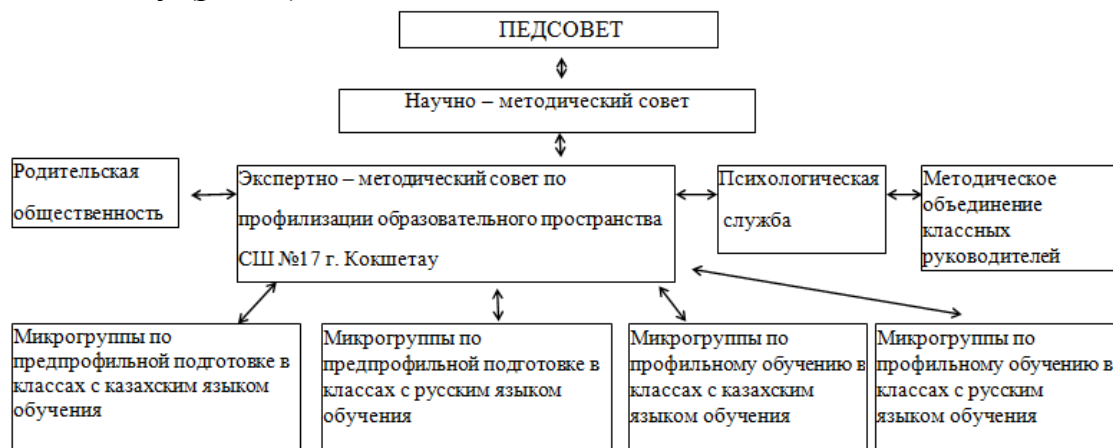 ПЕДСОВЕТ
Научно – методический совет
Родительская
общественность
Экспертно – методический совет по
профилизации образовательного пространства
СШ №17 г. Кокшетау
Психологическая
служба
Методическое
объединение
классных
руководителей
Микрогруппы по
предпрофильной подготовке в
классах с казахским языком
обучения
Микрогруппы по
предпрофильной подготовке в
классах с русским языком
обучения
Микрогруппы по
профильному обучению в
классах с казахским
языком обучения
Микрогруппы по
профильному обучению в
классах с русским
языком обучения